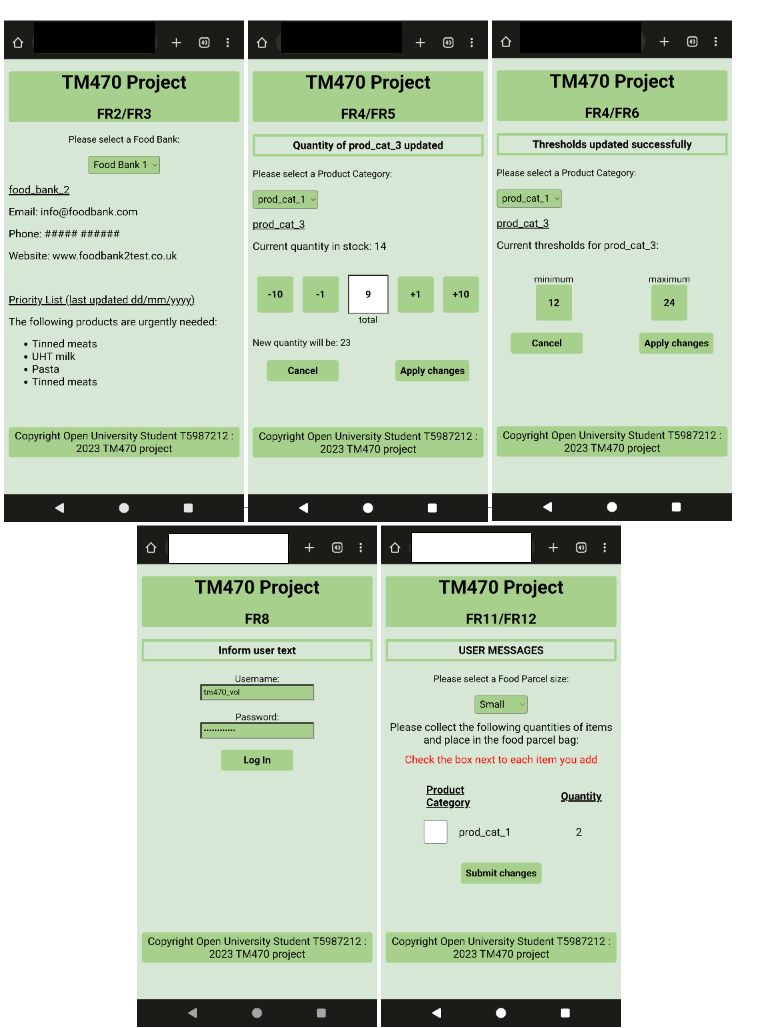 TM470 Project
FR2/FR3
Please select a Food Bank:
Food Bank 1
food_bank_2
Email: info@foodbank.com
Phone: ##### ######
Website: www.foodbank2test.co.uk
Priority List (last updated dd/mm/yyyy)
The following products are urgently needed:
Tinned meats
UHT milk
Pasta
Tinned meats
Copyright Open University Student T5987212 :
2023 TM470 project
TM470 Project
FR4/FR5
Quantity of prod_cat_3 updated
Please select a Product Category:
prod_cat_1
prod_cat_3
Current quantity in stock: 14
-10 -1 9 +1 +10
total
New quantity will be: 23
Cancel Apply changes
Copyright Open University Student T5987212 :
2023 TM470 project
TM470 Project
FR4/FR6
Thresholds updated successfully
Please select a Product Category:
prod_cat_1
prod_cat_3
Current thresholds for prod_cat_3:
minimum maximum
12 24
Cancel Apply changes
Copyright Open University Student T5987212 :
2023 TM470 project
TM470 Project
FR8
Inform user text
Username:
tm470_vol
Password:
Log In
Copyright Open University Student T5987212 :
2023 TM470 project
TM470 Project
FR11/FR12
USER MESSAGES
Please select a Food Parcel size:
Small
Please collect the following quantities of items
and place in the food parcel bag:
Check the box next to each item you add
Product
Category Quantity
prod_cat_1 2
Submit changes
Copyright Open University Student T5987212 :
2023 TM470 project